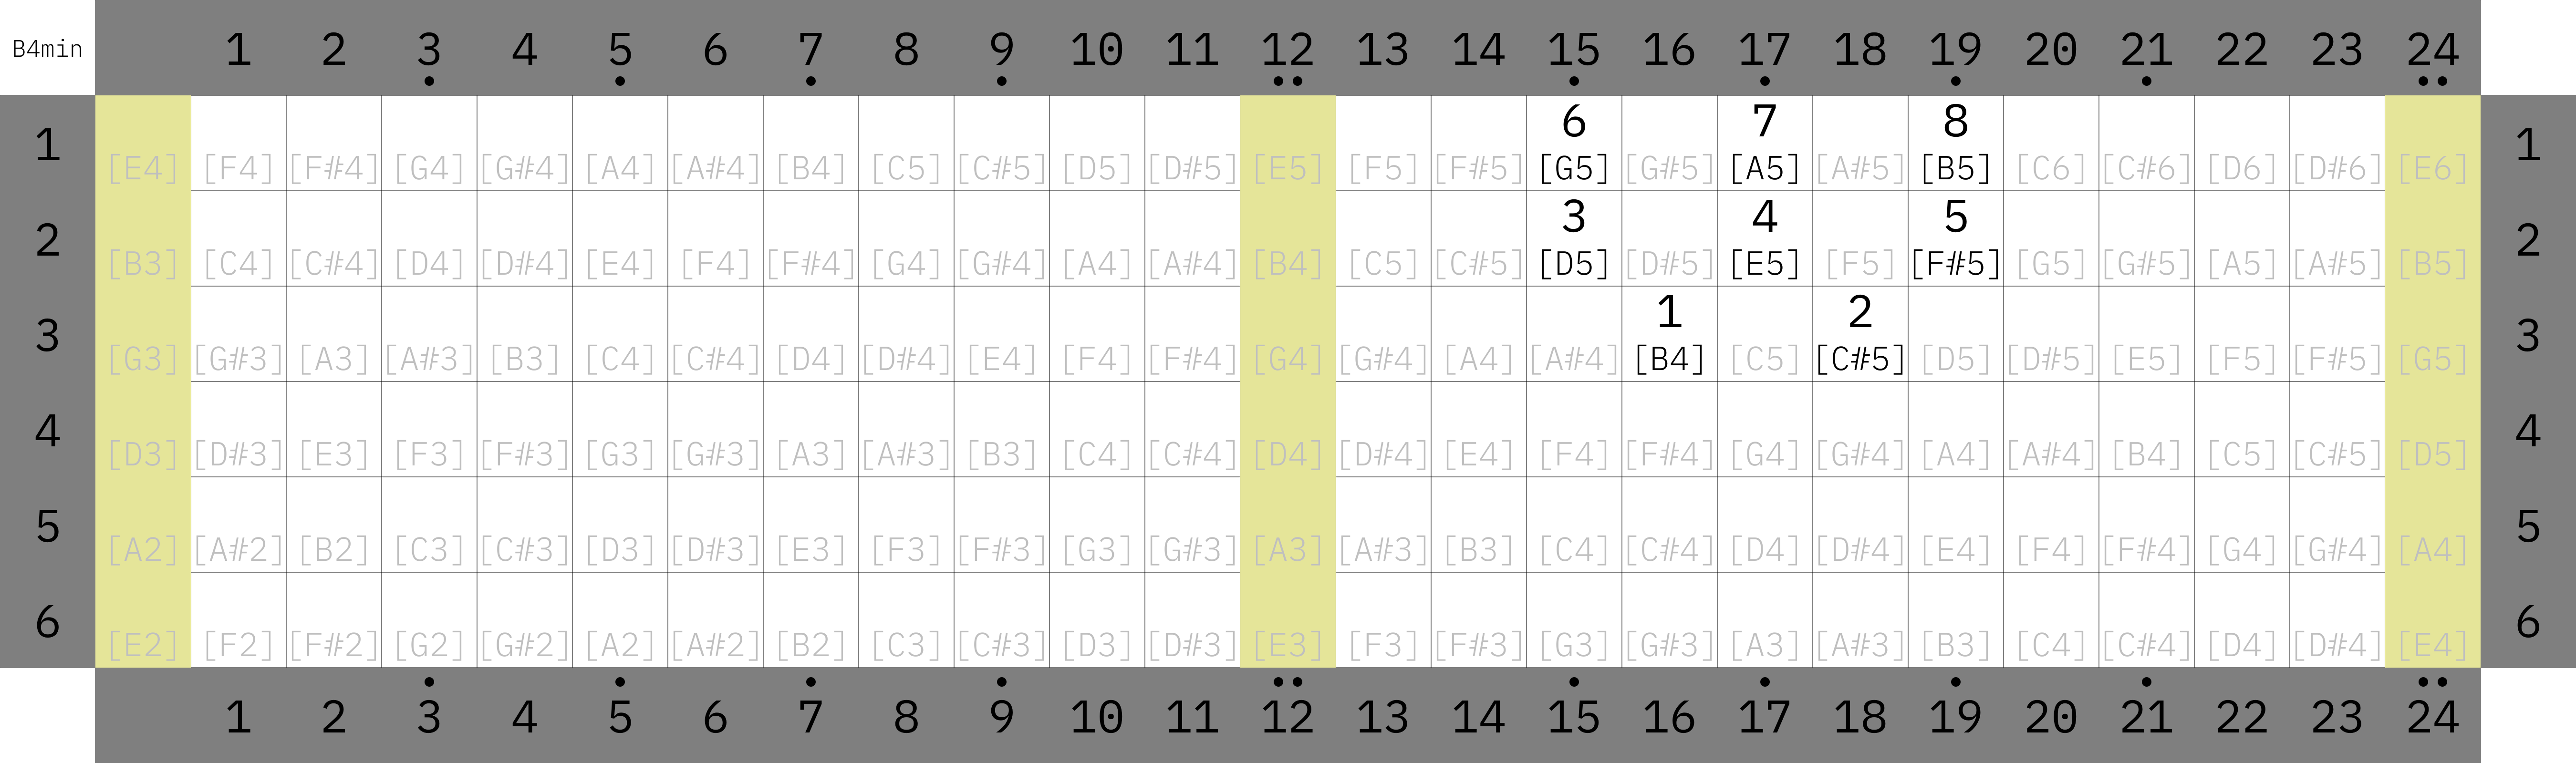 B4min 1 2 3 4 5 6 7 8 9 10 11 12 13 14 15 16 17 18 19 20 21 22 23 24
6 7 8
1 [E4] [F4] [F#4] [G4] [G#4] [A4] [A#4] [B4] [C5] [C#5] [D5] [D#5] [E5] [F5] [F#5] [G5] [G#5] [A5] [A#5] [B5] [C6] [C#6] [D6] [D#6] [E6] 1
3 4 5
2 [B3] [C4] [C#4] [D4] [D#4] [E4] [F4] [F#4] [G4] [G#4] [A4] [A#4] [B4] [C5] [C#5] [D5] [D#5] [E5] [F5] [F#5] [G5] [G#5] [A5] [A#5] [B5] 2
1 2
3 [G3] [G#3] [A3] [A#3] [B3] [C4] [C#4] [D4] [D#4] [E4] [F4] [F#4] [G4] [G#4] [A4] [A#4] [B4] [C5] [C#5] [D5] [D#5] [E5] [F5] [F#5] [G5] 3
4 [D3] [D#3] [E3] [F3] [F#3] [G3] [G#3] [A3] [A#3] [B3] [C4] [C#4] [D4] [D#4] [E4] [F4] [F#4] [G4] [G#4] [A4] [A#4] [B4] [C5] [C#5] [D5] 4
5 [A2] [A#2] [B2] [C3] [C#3] [D3] [D#3] [E3] [F3] [F#3] [G3] [G#3] [A3] [A#3] [B3] [C4] [C#4] [D4] [D#4] [E4] [F4] [F#4] [G4] [G#4] [A4] 5
6 [E2] [F2] [F#2] [G2] [G#2] [A2] [A#2] [B2] [C3] [C#3] [D3] [D#3] [E3] [F3] [F#3] [G3] [G#3] [A3] [A#3] [B3] [C4] [C#4] [D4] [D#4] [E4] 6
1 2 3 4 5 6 7 8 9 10 11 12 13 14 15 16 17 18 19 20 21 22 23 24